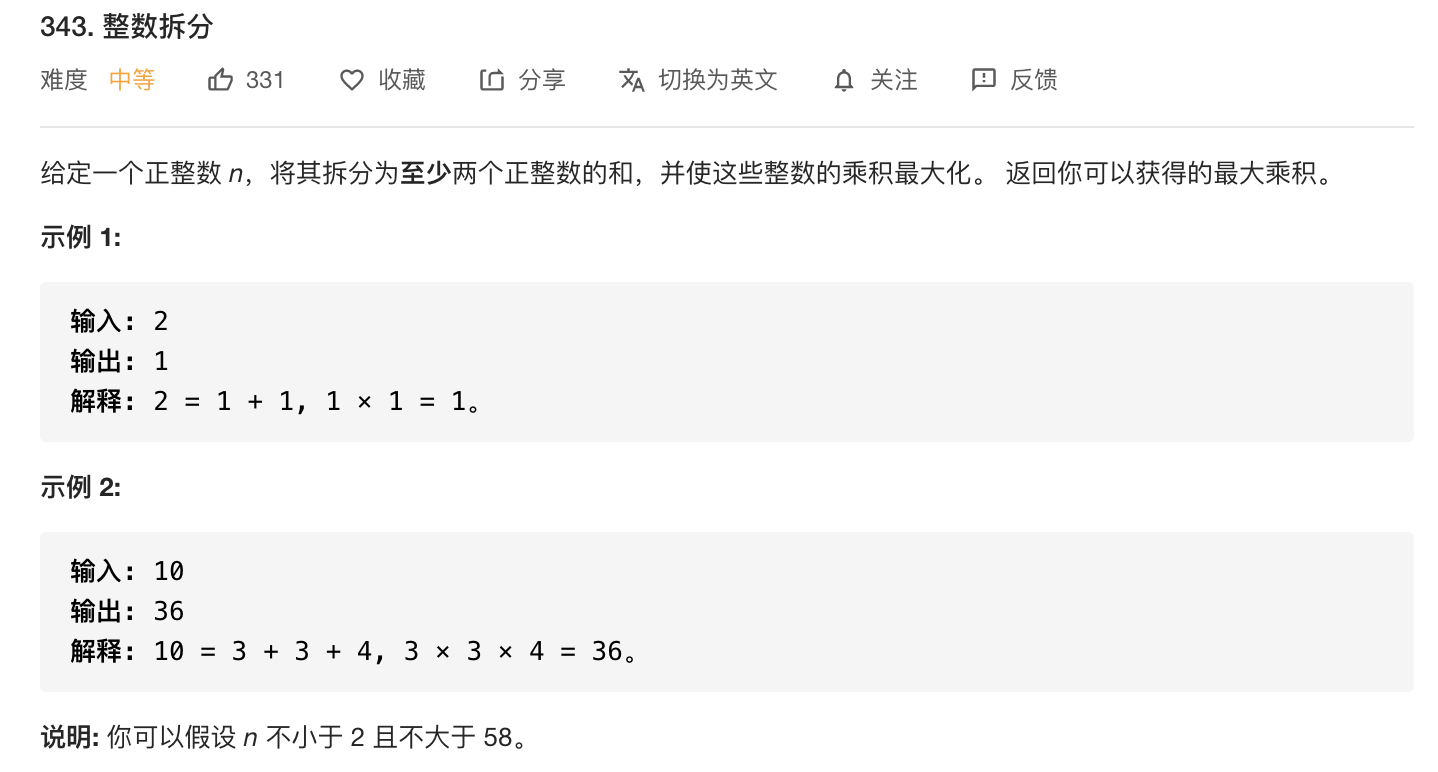 343. 整数拆分
难度 中等 331 收藏 分享 切换为英文 关注 反馈
给定一个正整数 n，将其拆分为至少两个正整数的和，并使这些整数的乘积最大化。 返回你可以获得的最大乘积。
示例 1:
输入: 2
输出: 1
解释: 2 = 1 + 1, 1 × 1 = 1。
示例 2:
输入: 10
输出: 36
解释: 10 = 3 + 3 + 4, 3 × 3 × 4 = 36。
说明: 你可以假设 n 不小于 2 且不大于 58。